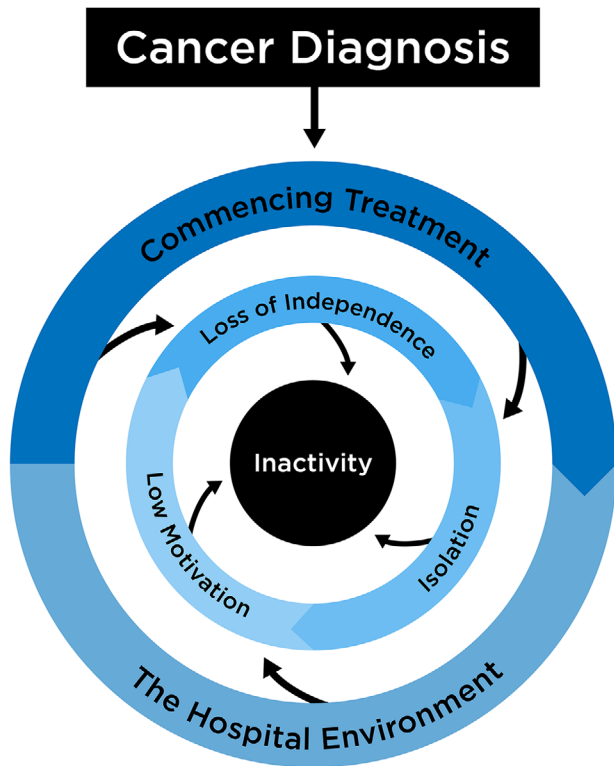 Cancer Diagnosis
Commencing Treatment
Loss of Independence
Inactivity
Low Motivation
Isolation
The Hospital Environment